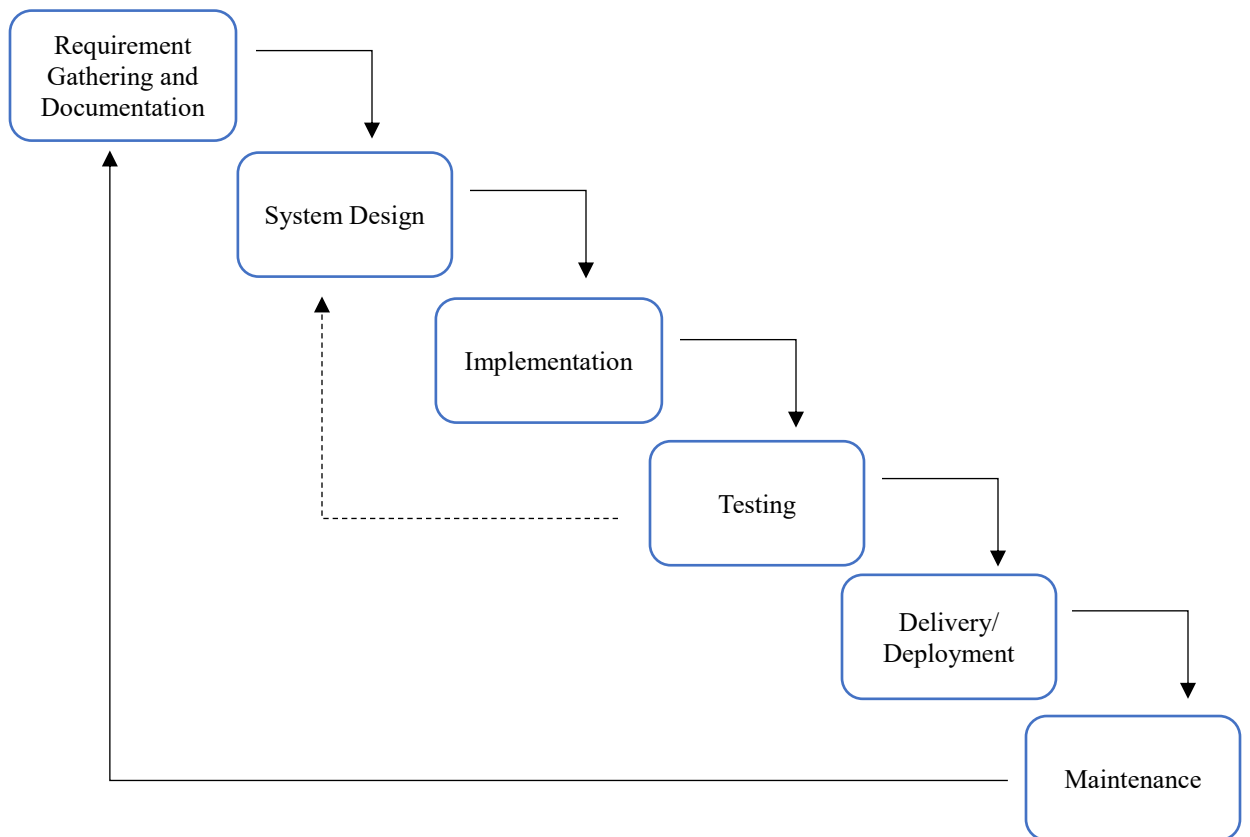 Requirement
Gathering and
Documentation
System Design
Implementation
Testing
Delivery/
Deployment
Maintenance